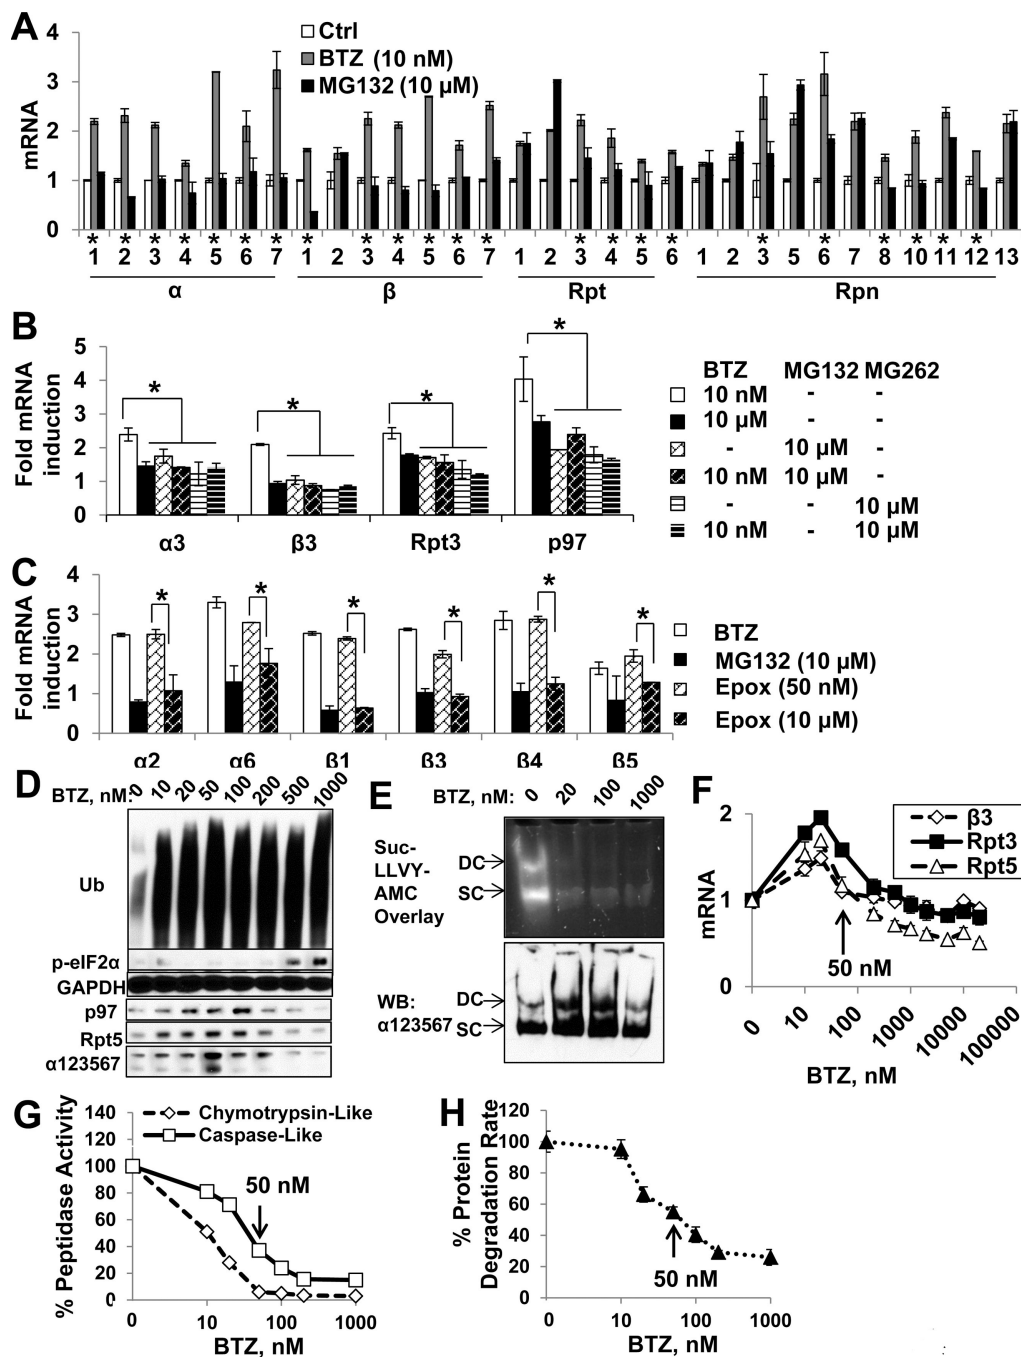 A
mRNA
4
3
2
1
0
Ctrl
BTZ (10 nM)
MG132 (10 µM)
* * * * * * * * * * * * * * * * * * * * * *
1 2 3 4 5 6 7 1 2 3 4 5 6 7 1 2 3 4 5 6 1 2 3 5 6 7 8 10 11 12 13
α β Rpt Rpn
B
Fold mRNA
induction
5
4
3
2
1
0
* * * *
α3 β3 Rpt3 p97
BTZ MG132 MG262
10 nM - -
10 µM - -
- 10 µM -
10 nM 10 µM -
- - 10 µM
10 nM - 10 µM
C
Fold mRNA
induction
4
3
2
1
0
* * * * * *
α2 α6 ß1 ß3 ß4 ß5
BTZ
MG132 (10 µM)
Epox (50 nM)
Epox (10 µM)
D
BTZ, nM: 0 10 20 50 100 200 500 1000
Ub
p-eIF2α
GAPDH
p97
Rpt5
α123567
E
BTZ, nM: 0 20 100 1000
Suc-
LLVY-
AMC
Overlay
DC
SC
WB:
α123567
DC
SC
F
mRNA
2
1
0
β3
Rpt3
Rpt5
50 nM
0 10 100 1000 10000 100000
BTZ, nM
G
% Peptidase Activity
140
120
100
80
60
40
20
0
Chymotrypsin-Like
Caspase-Like
50 nM
0 10 100 1000
BTZ, nM
H
% Protein
Degradation Rate
120
100
80
60
40
20
0
50 nM
0 10 100 1000
BTZ, nM